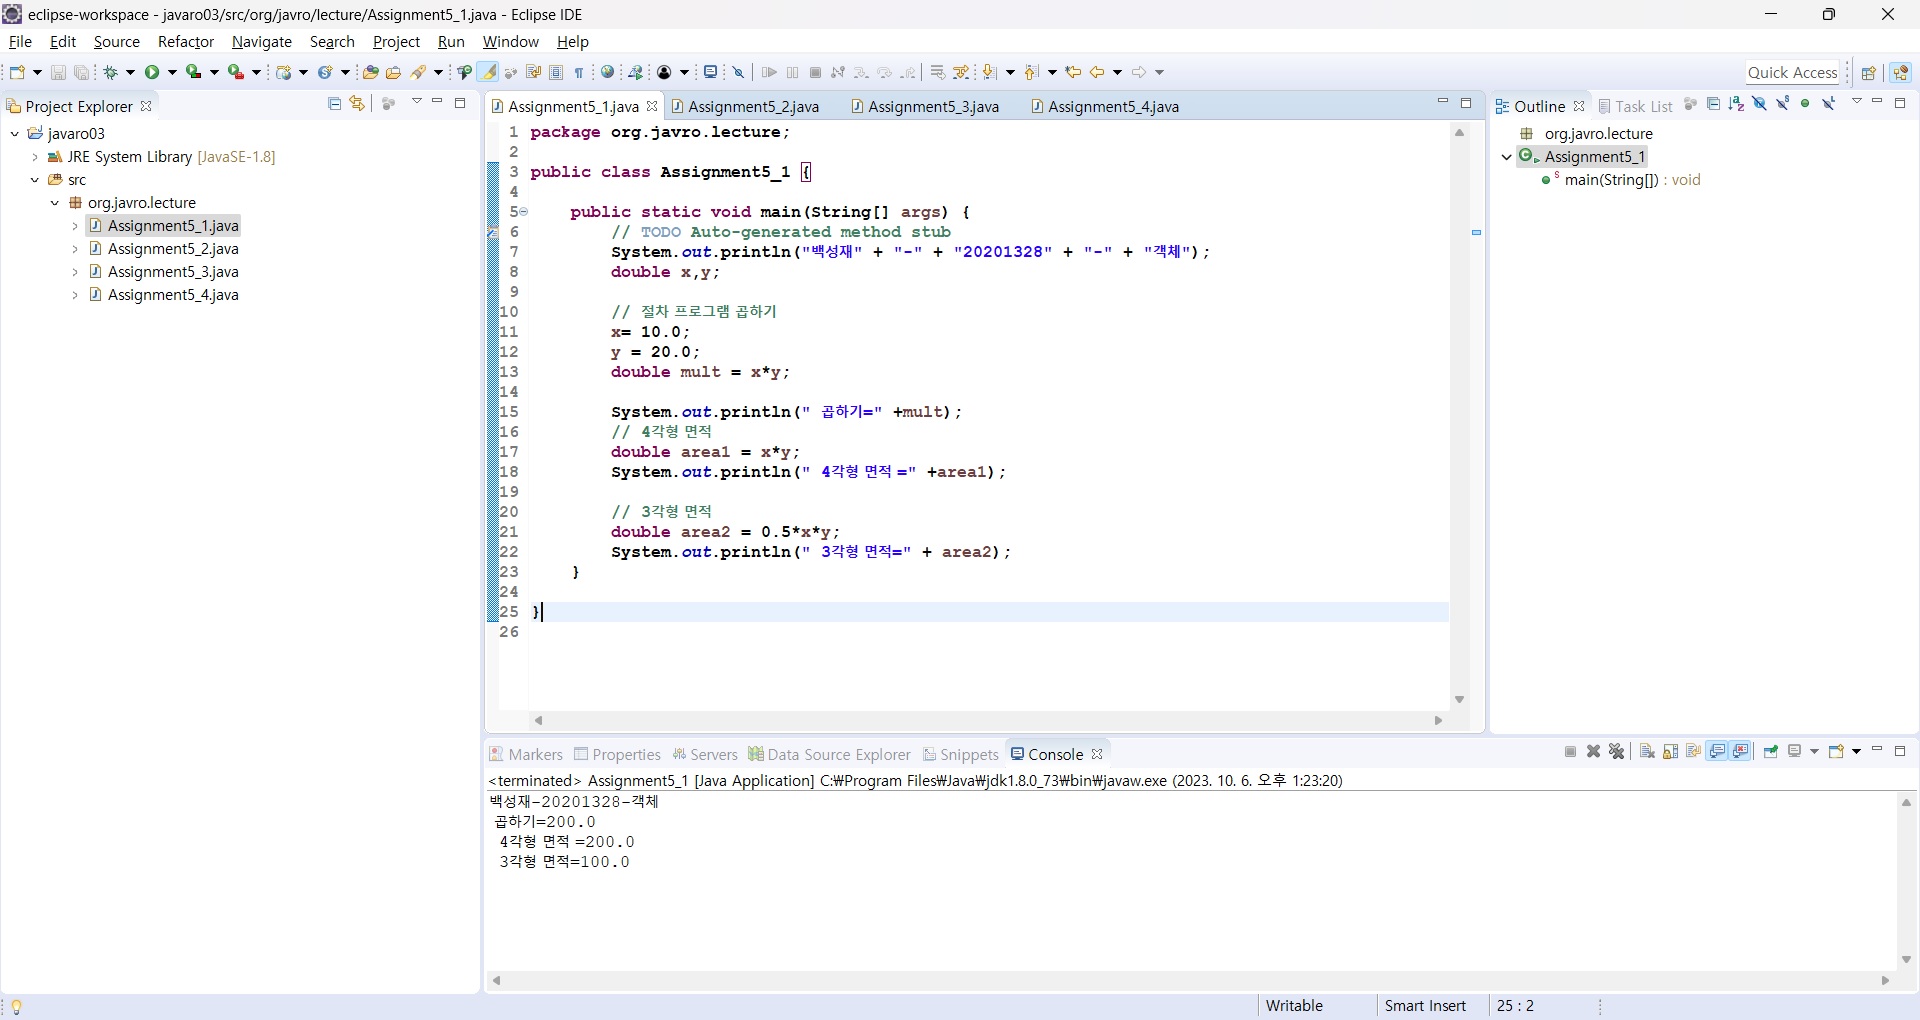 eclipse-workspace - javaro03/src/org/javro/lecture/Assignment5_1.java - Eclipse IDE
File Edit Source Refactor Navigate Search Project Run Window Help
Quick Access
Project Explorer
javaro03
JRE System Library [JavaSE-1.8]
src
org.javro.lecture
Assignment5_1.java
Assignment5_2.java
Assignment5_3.java
Assignment5_4.java
Assignment5_1.java Assignment5_2.java Assignment5_3.java Assignment5_4.java
1 package org.javro.lecture;
2
3 public class Assignment5_1 {
4
5 public static void main(String[] args) {
6 // TODO Auto-generated method stub
7 System.out.println("백성재" + "-" + "20201328" + "-" + "객체");
8 double x,y;
9
10 // 절차 프로그램 곱하기
11 x= 10.0;
12 y = 20.0;
13 double mult = x*y;
14
15 System.out.println(" 곱하기=" +mult);
16 // 4각형 면적
17 double area1 = x*y;
18 System.out.println(" 4각형 면적 =" +area1);
19
20 // 3각형 면적
21 double area2 = 0.5*x*y;
22 System.out.println(" 3각형 면적=" + area2);
23 }
24
25 }
26
Outline Task List
org.javro.lecture
Assignment5_1
main(String[]) : void
Markers Properties Servers Data Source Explorer Snippets Console
<terminated> Assignment5_1 [Java Application] C:₩Program Files₩Java₩jdk1.8.0_73₩bin₩javaw.exe (2023. 10. 6. 오후 1:23:20)
백성재-20201328-객체
곱하기=200.0
4각형 면적 =200.0
3각형 면적=100.0
Writable Smart Insert 25 : 2